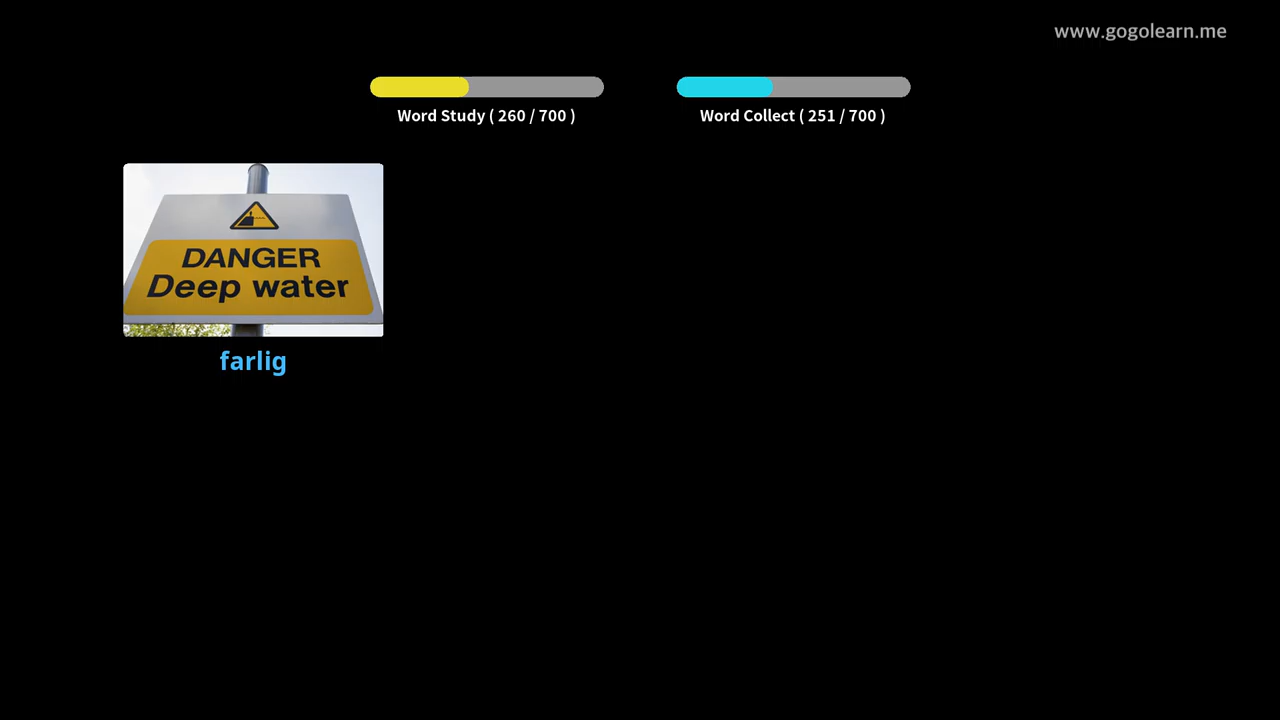 www.gogolearn.me
Word Study ( 260 / 700 )
Word Collect ( 251 / 700 )
DANGER
Deep water
farlig